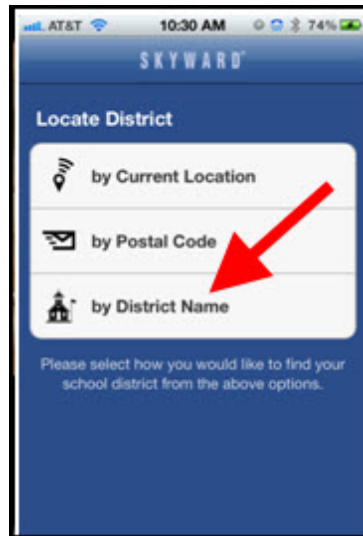 AT&T 10:30 AM 74%
SKYWARD
Locate District
by Current Location
by Postal Code
by District Name
Please select how you would like to find your
school district from the above options.